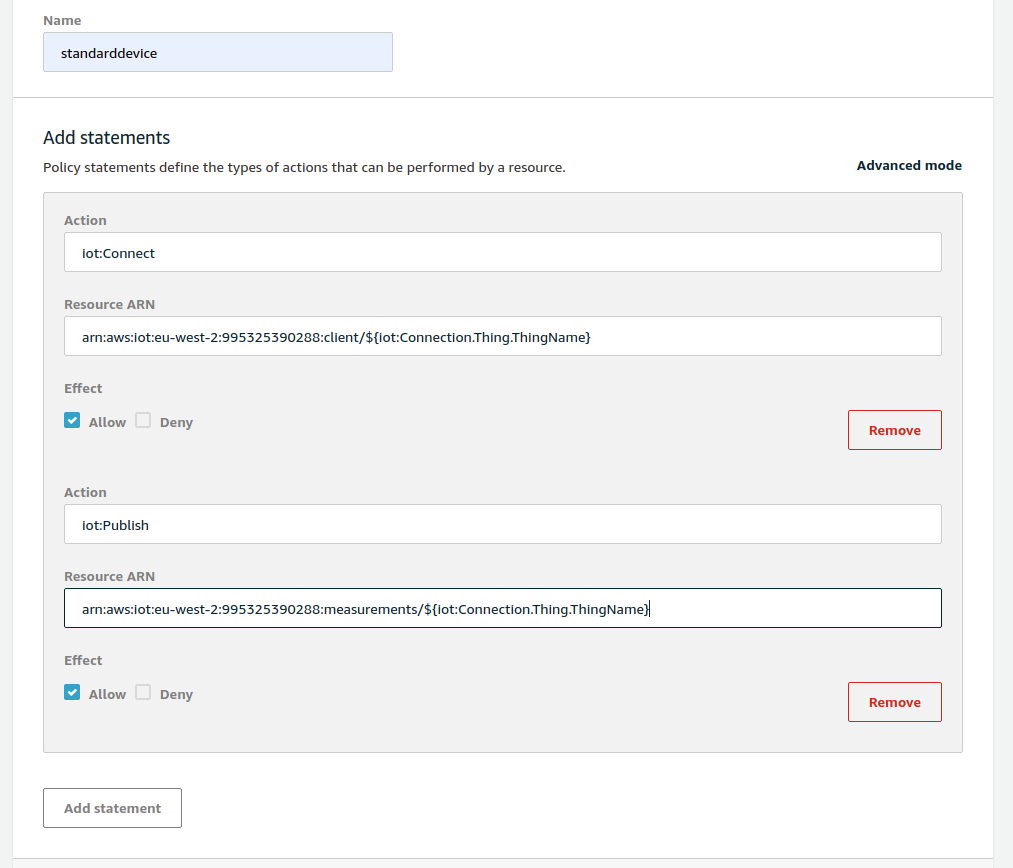 Name
standarddevice
Add statements
Policy statements define the types of actions that can be performed by a resource.
Advanced mode
Action
iot:Connect
Resource ARN
arn:aws:iot:eu-west-2:995325390288:client/${iot:Connection.Thing.ThingName}
Effect
Allow Deny
Remove
Action
iot:Publish
Resource ARN
arn:aws:iot:eu-west-2:995325390288:measurements/${iot:Connection.Thing.ThingName}
Effect
Allow Deny
Remove
Add statement